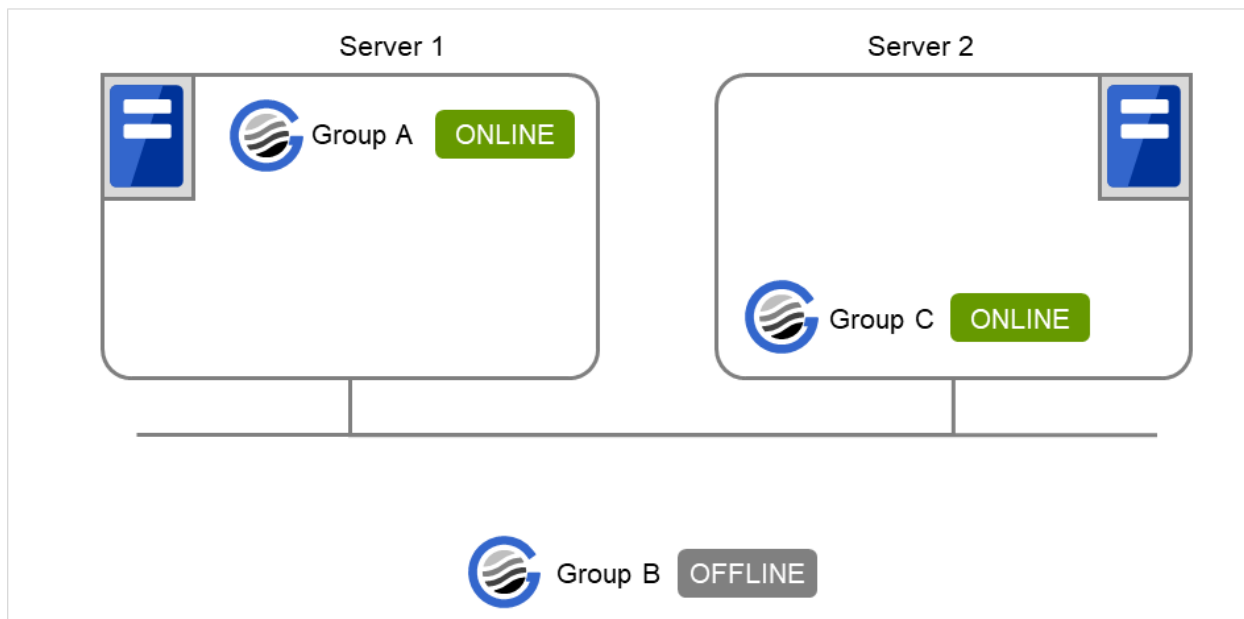 Server 1
Server 2
Group A ONLINE
Group C ONLINE
Group B OFFLINE